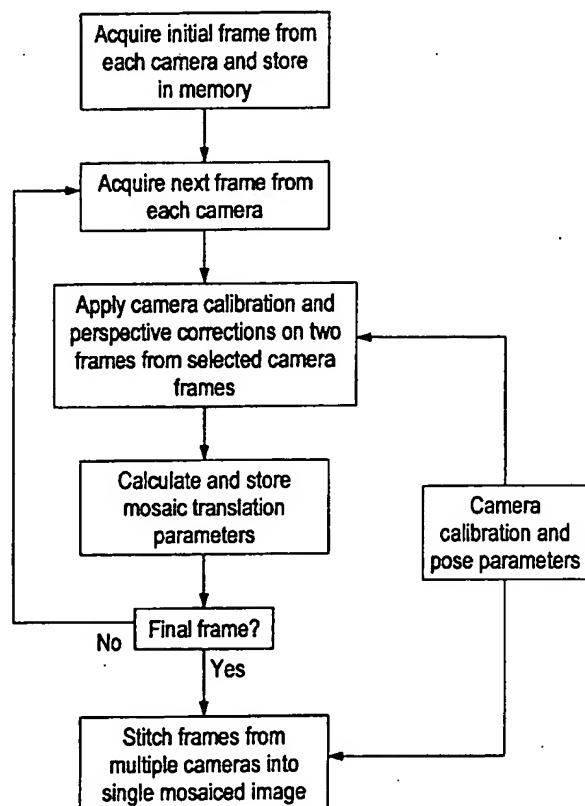 Acquire initial frame from
each camera and store
in memory
Acquire next frame from
each camera
Apply camera calibration and
perspective corrections on two
frames from selected camera
frames
Calculate and store
mosaic translation
parameters
Camera
calibration and
pose parameters
Final frame?
No
Yes
Stitch frames from
multiple cameras into
single mosaiced image